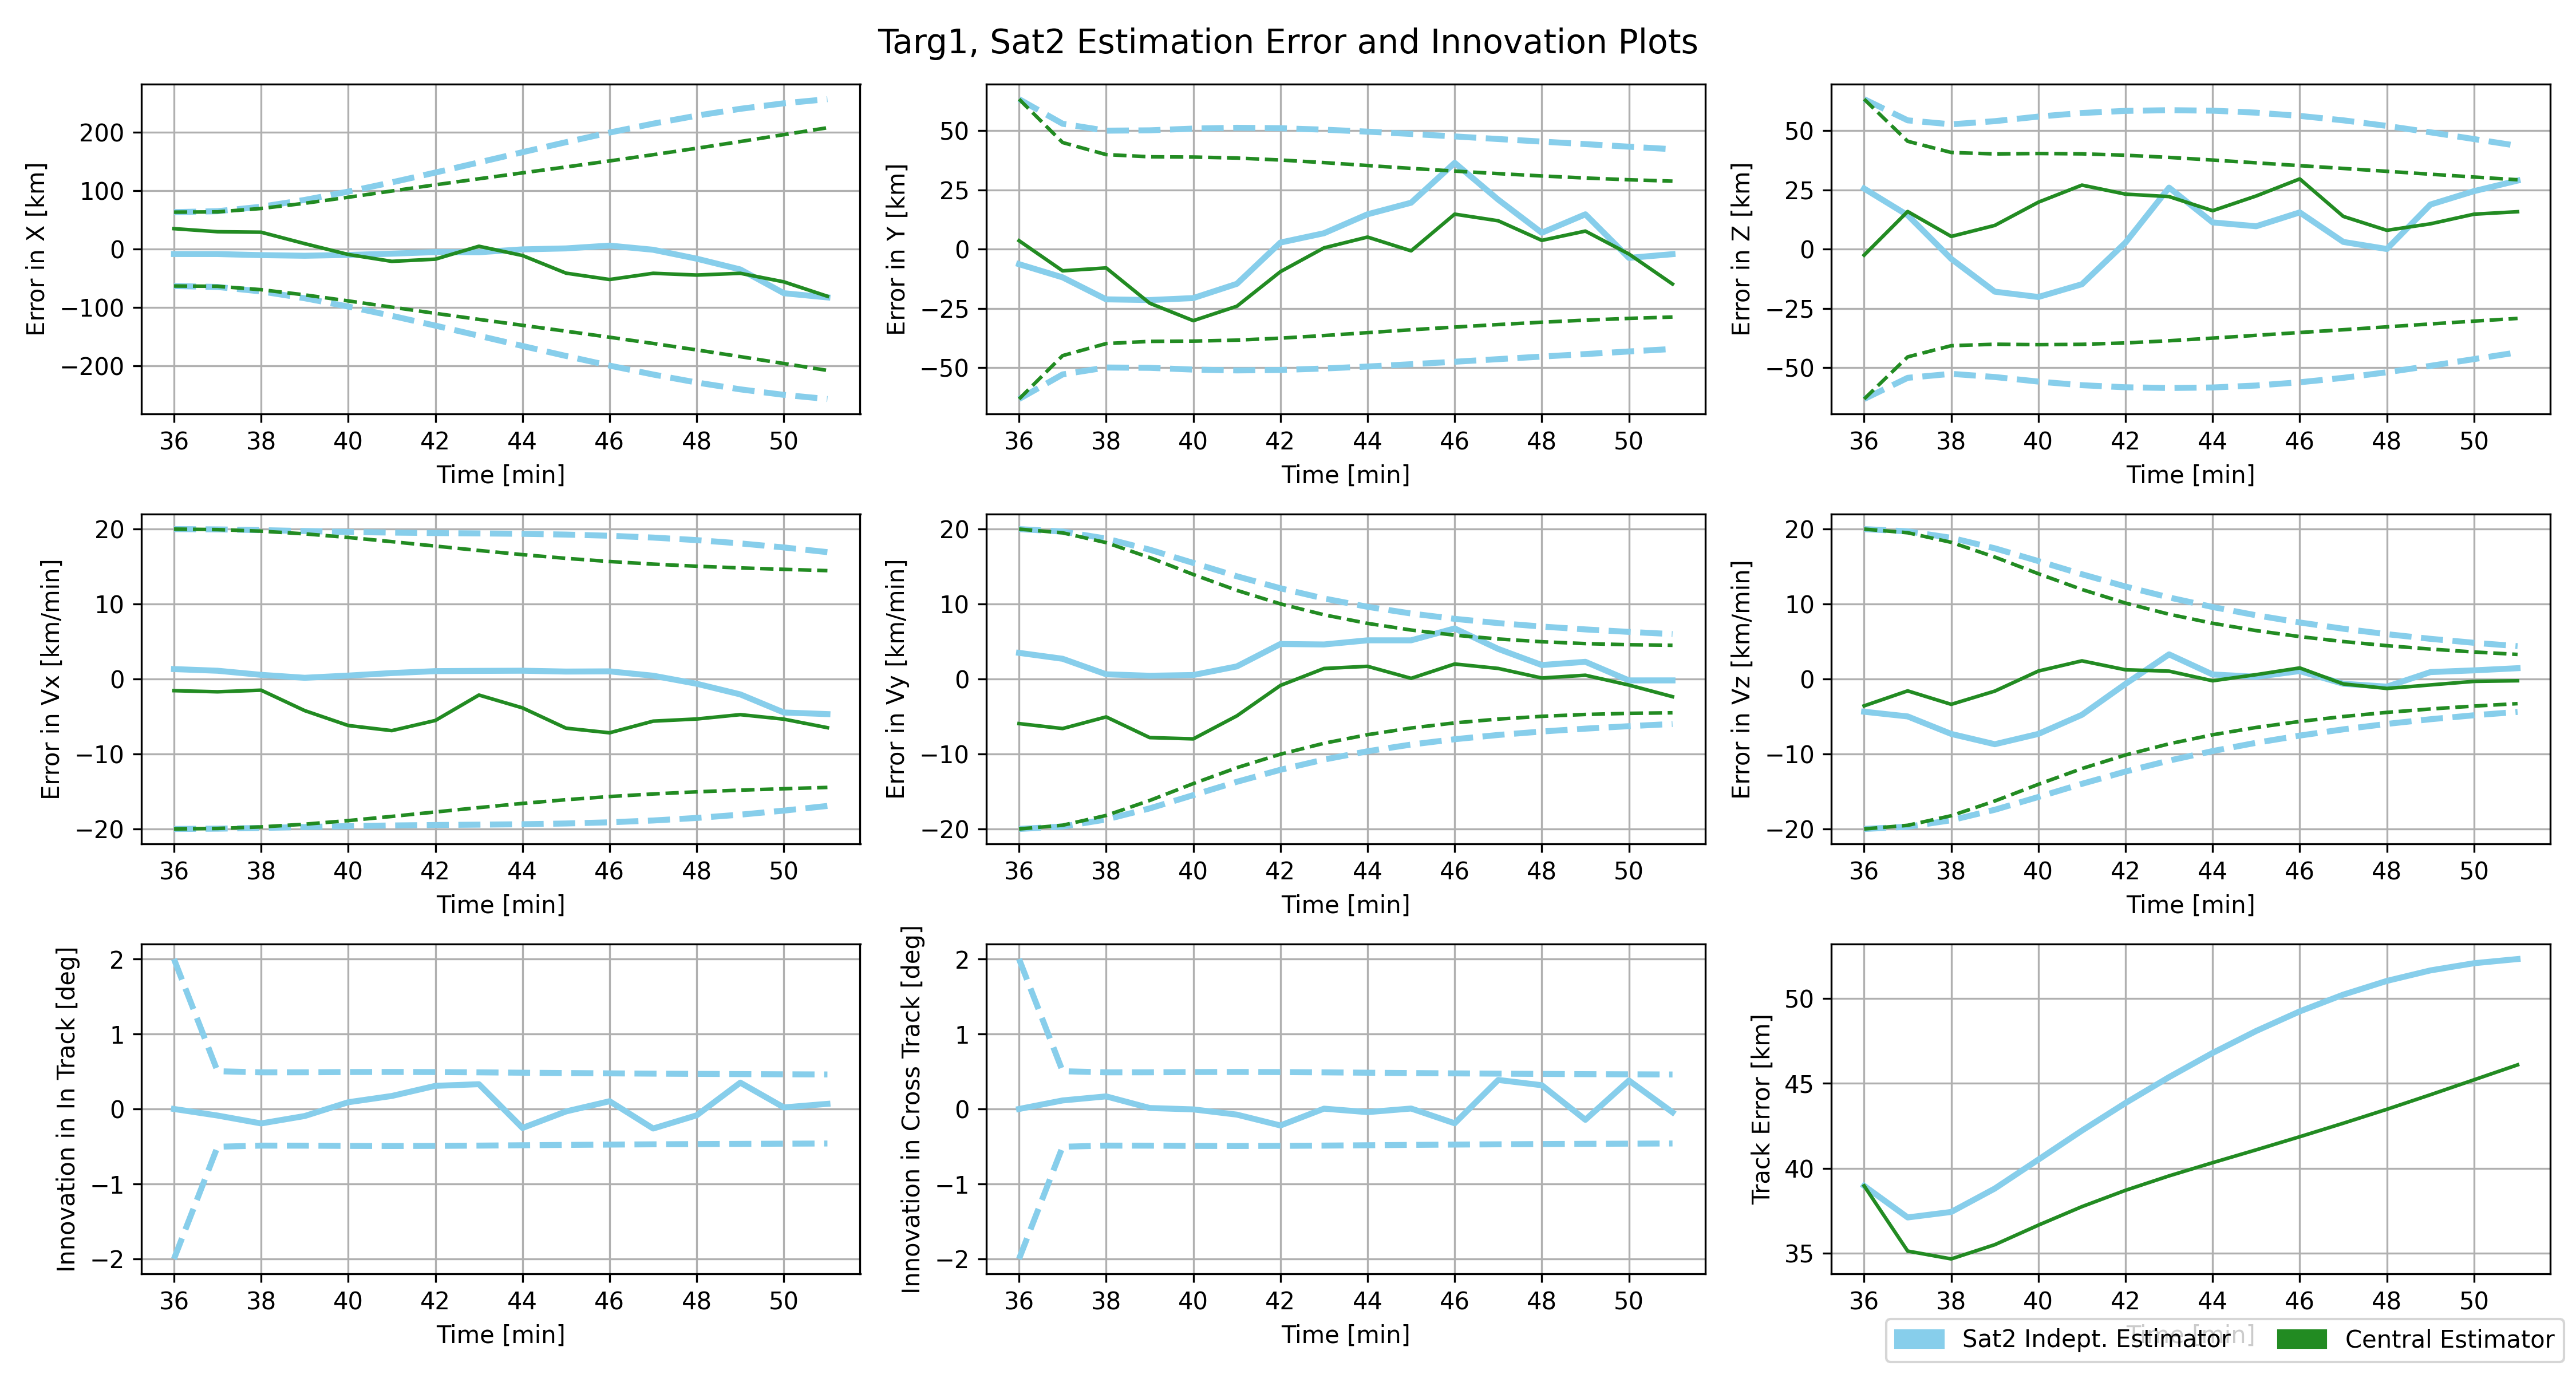 Targ1, Sat2 Estimation Error and Innovation Plots
Error in X [km]
200
100
0
−100
−200
36 38 40 42 44 46 48 50
Time [min]
Error in Y [km]
50
25
0
−25
−50
36 38 40 42 44 46 48 50
Time [min]
Error in Z [km]
50
25
0
−25
−50
36 38 40 42 44 46 48 50
Time [min]
Error in Vx [km/min]
20
10
0
−10
−20
36 38 40 42 44 46 48 50
Time [min]
Error in Vy [km/min]
20
10
0
−10
−20
36 38 40 42 44 46 48 50
Time [min]
Error in Vz [km/min]
20
10
0
−10
−20
36 38 40 42 44 46 48 50
Time [min]
Innovation in In Track [deg]
2
1
0
−1
−2
36 38 40 42 44 46 48 50
Time [min]
Innovation in Cross Track [deg]
2
1
0
−1
−2
36 38 40 42 44 46 48 50
Time [min]
Track Error [km]
50
45
40
35
36 38 40 42 44 46 48 50
Time [min]
Sat2 Indept. Estimator
Central Estimator